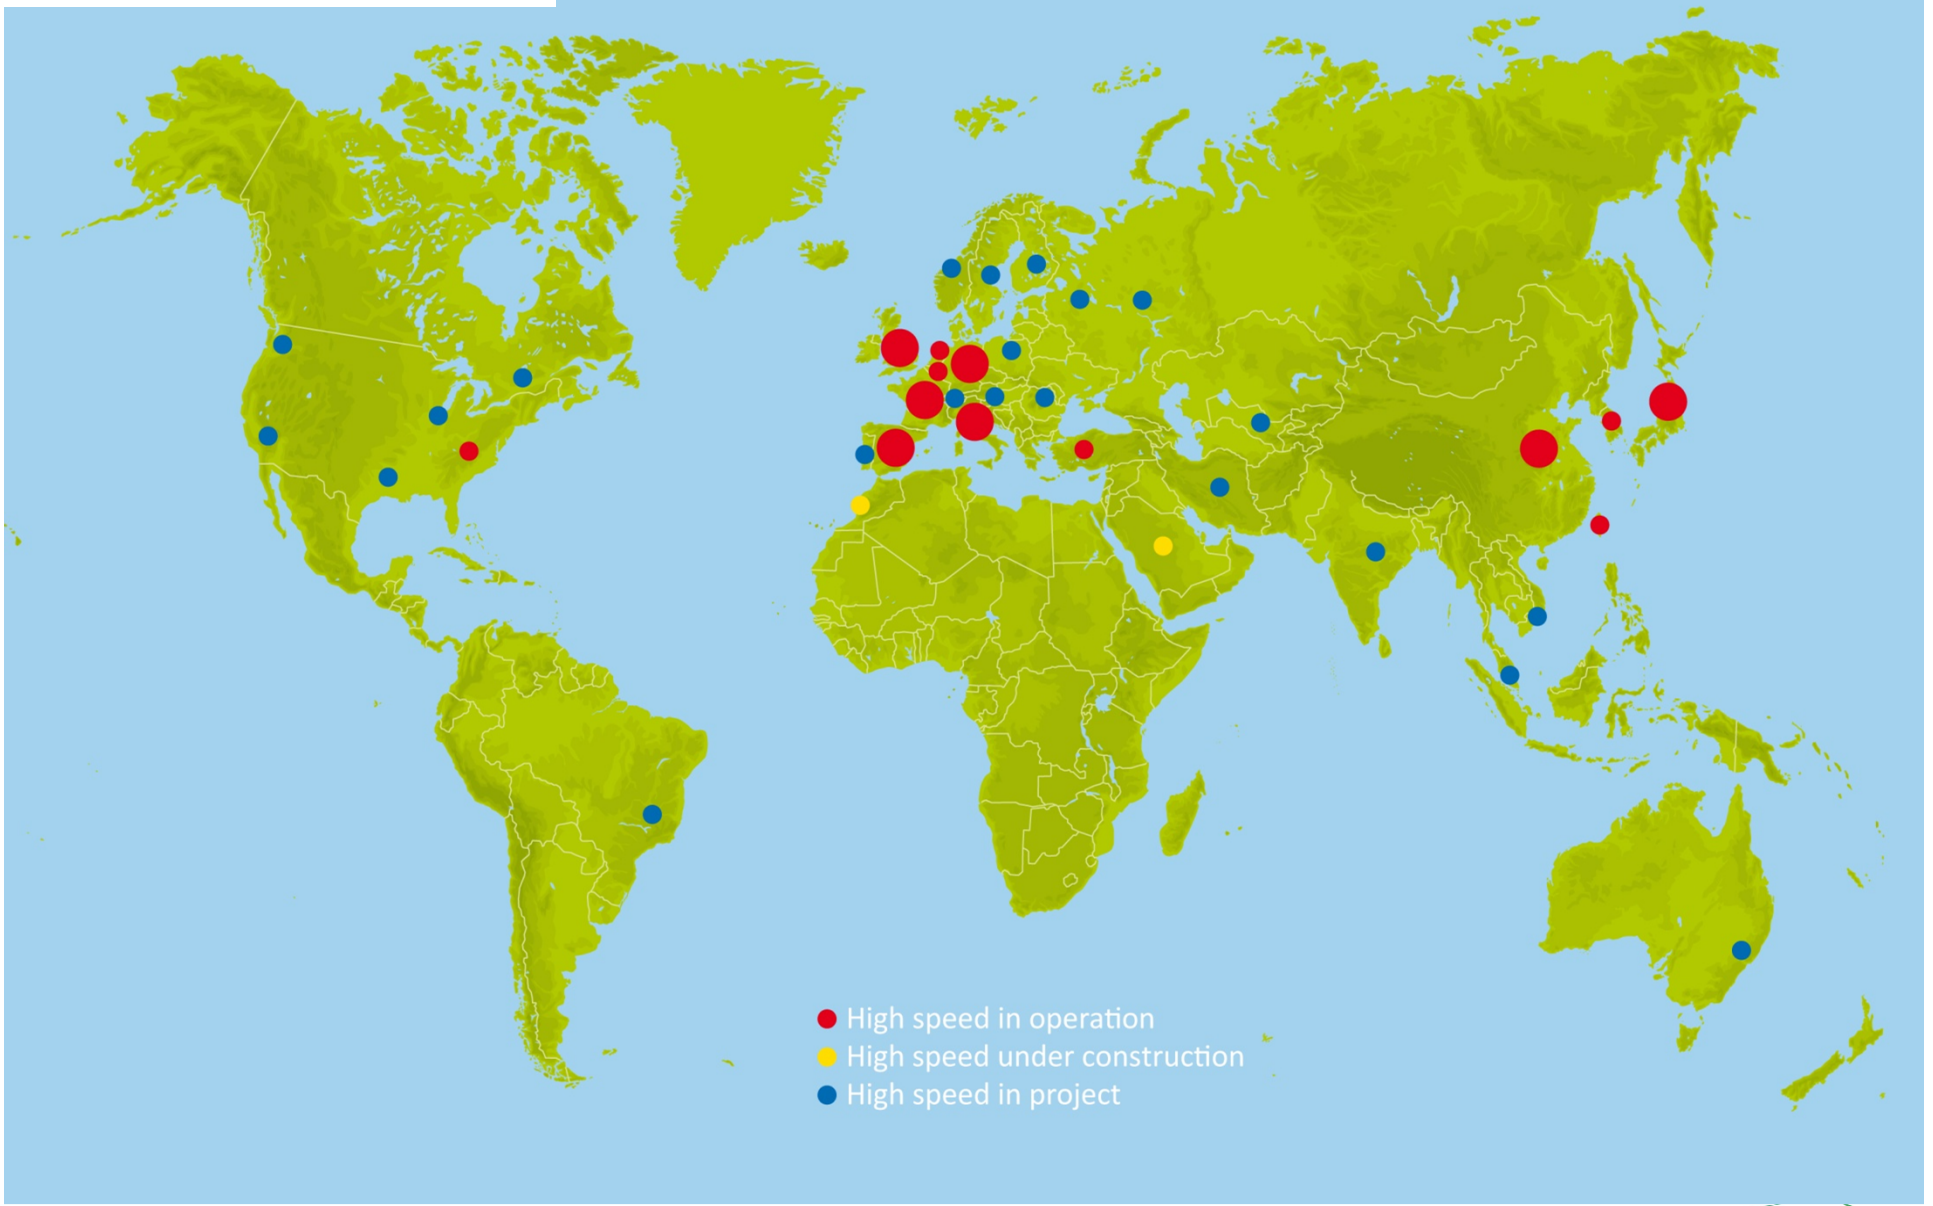 High speed in operation
High speed under construction
High speed in project